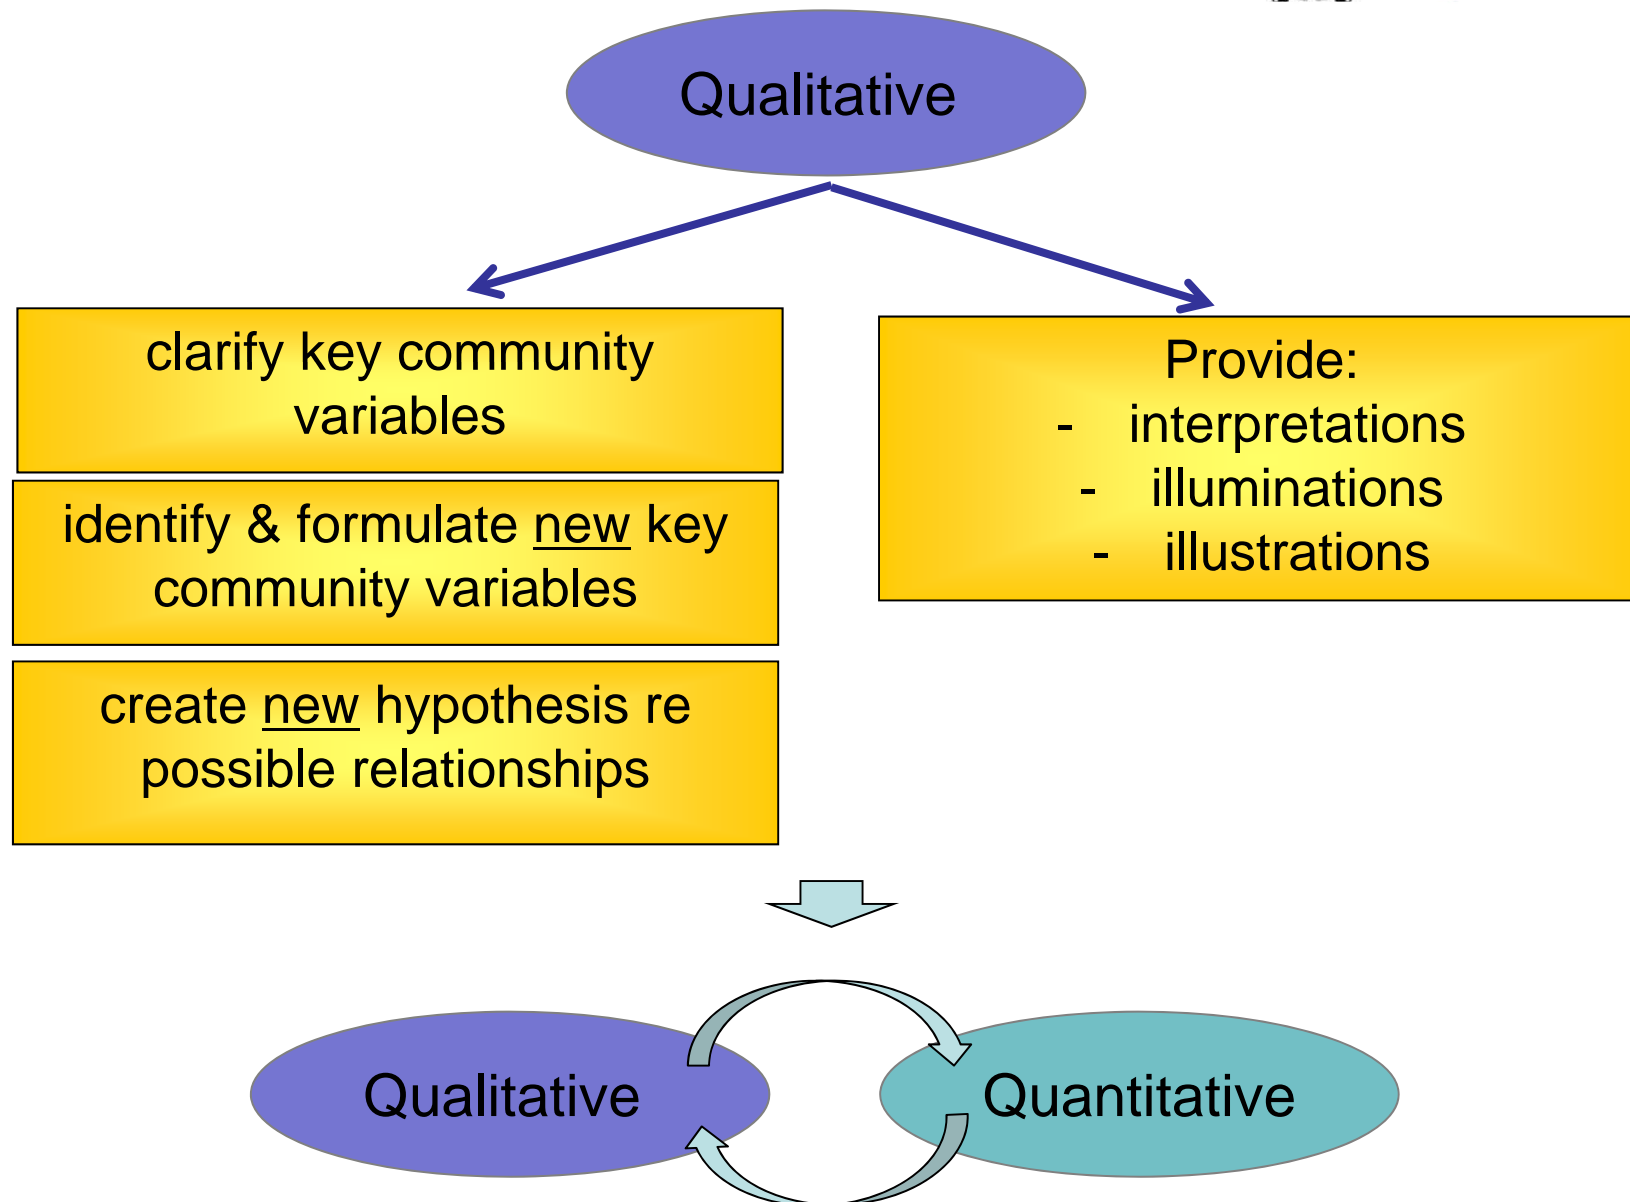 Qualitative
clarify key community
variables
identify & formulate new key
community variables
create new hypothesis re
possible relationships
Provide:
- interpretations
- illuminations
- illustrations
Qualitative
Quantitative